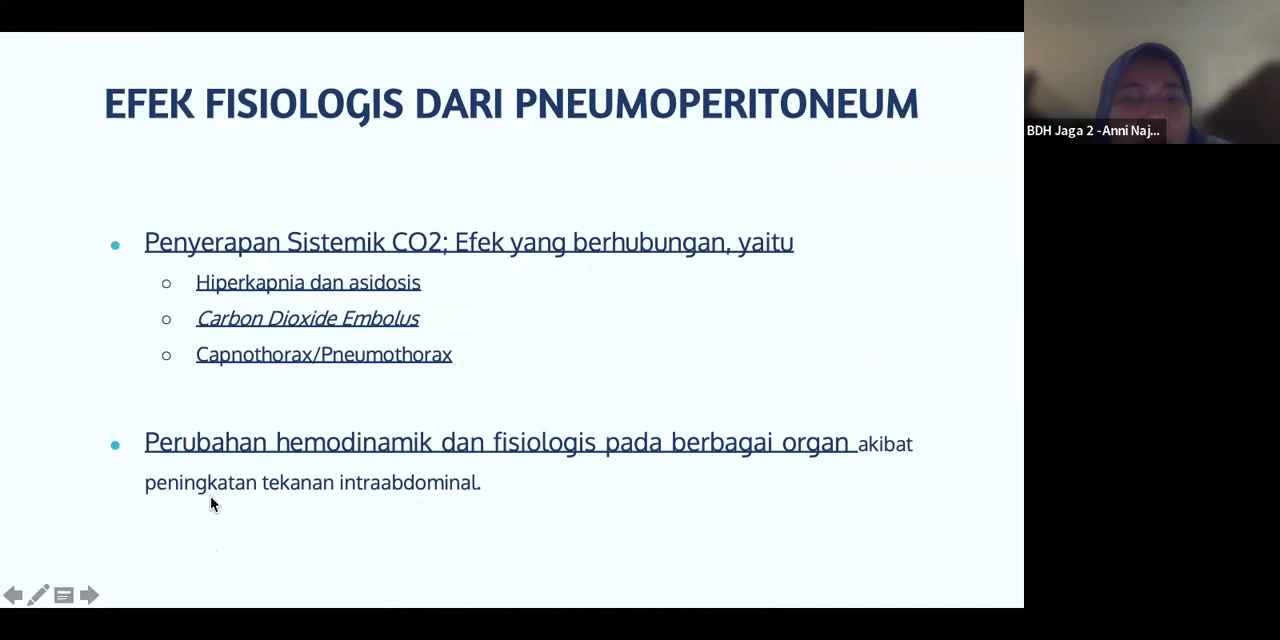 EFEK FISIOLOGIS DARI PNEUMOPERITONEUM
Penyerapan Sistemik CO2; Efek yang berhubungan, yaitu
Hiperkapnia dan asidosis
Carbon Dioxide Embolus
Capnothorax/Pneumothorax
Perubahan hemodinamik dan fisiologis pada berbagai organ akibat
peningkatan tekanan intraabdominal.
BDH Jaga 2 -Anni Naj...